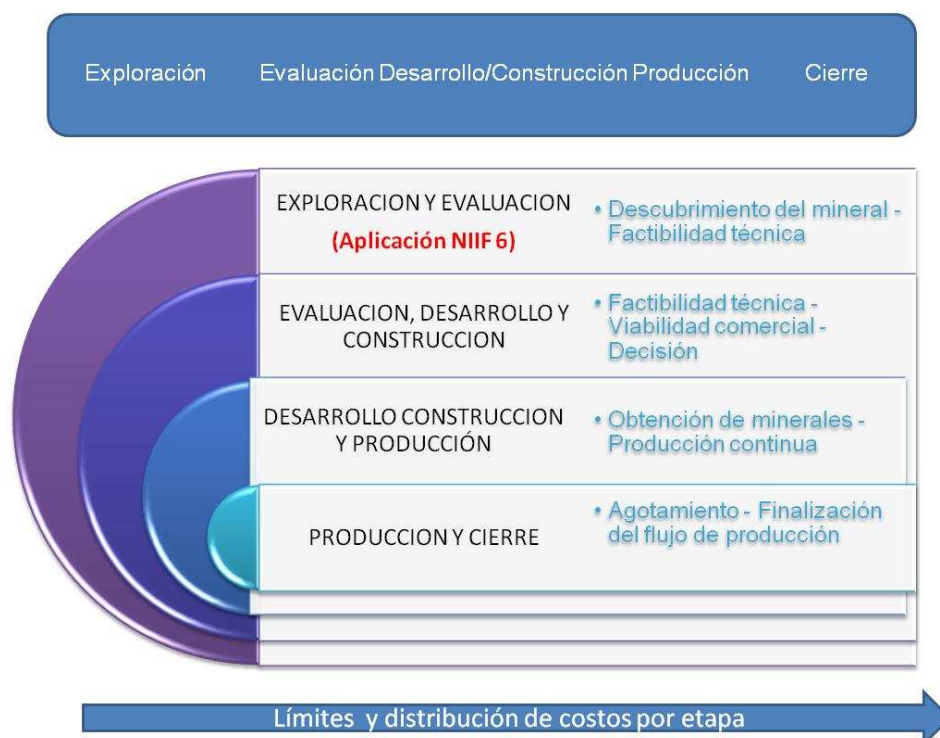 Exploración Evaluación Desarrollo/Construcción Producción Cierre
EXPLORACION Y EVALUACION
(Aplicación NIIF 6)
• Descubrimiento del mineral -
Factibilidad técnica
EVALUACION, DESARROLLO Y
CONSTRUCCION
• Factibilidad técnica -
Viabilidad comercial -
Decisión
DESARROLLO CONSTRUCCION
Y PRODUCCIÓN
• Obtención de minerales -
Producción continua
PRODUCCION Y CIERRE
• Agotamiento - Finalización
del flujo de producción
Límites y distribución de costos por etapa